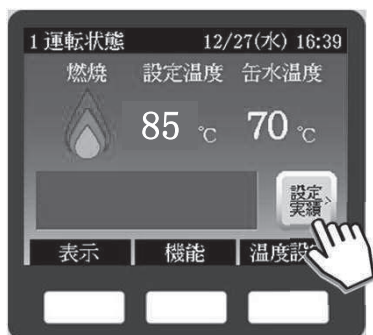 1 運転状態 12/27(水) 16:39
燃焼 設定温度 缶水温度
85 ℃ 70 ℃
設定
実績
表示 機能 温度設